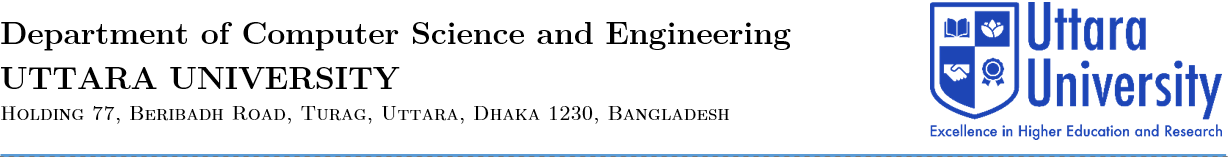 Department of Computer Science and Engineering
UTTARA UNIVERSITY
Holding 77, Beribadh Road, Turag, Uttara, Dhaka 1230, Bangladesh
Uttara
University
Excellence in Higher Education and Research